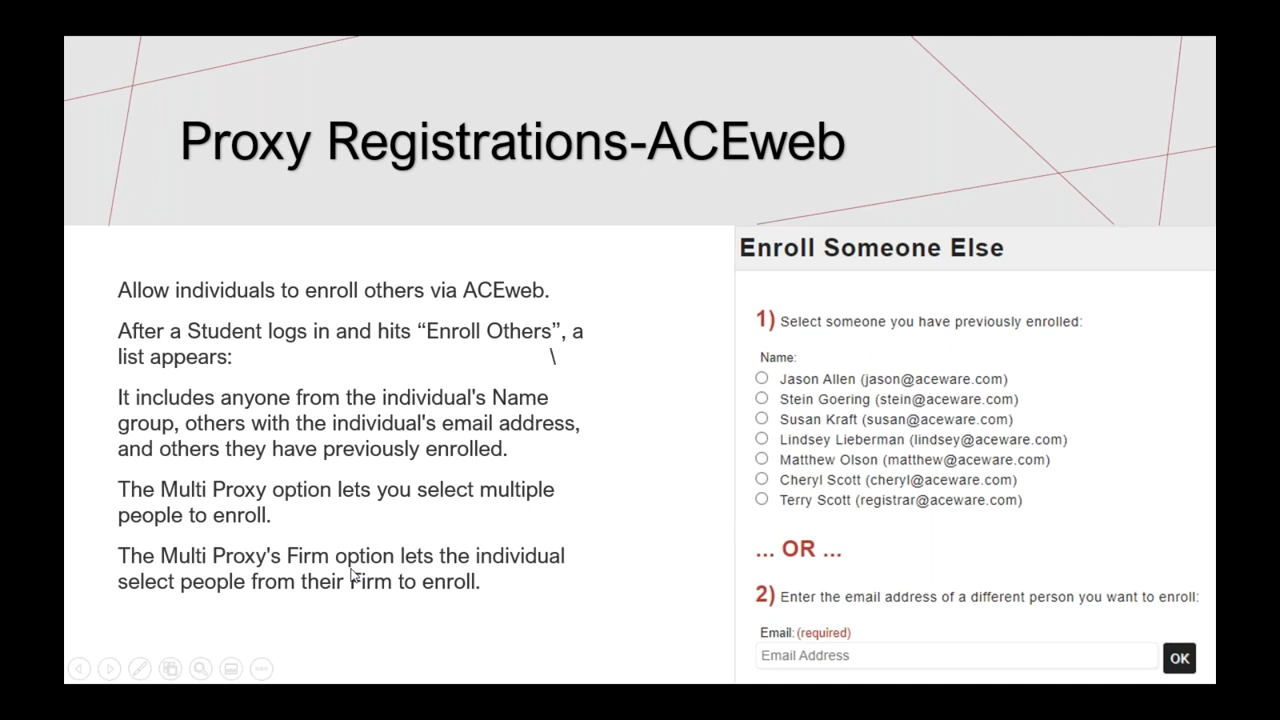 Proxy Registrations-ACEweb
Allow individuals to enroll others via ACEweb.
After a Student logs in and hits “Enroll Others”, a
list appears: \
It includes anyone from the individual's Name
group, others with the individual's email address,
and others they have previously enrolled.
The Multi Proxy option lets you select multiple
people to enroll.
The Multi Proxy's Firm option lets the individual
select people from their Firm to enroll.
Enroll Someone Else
1) Select someone you have previously enrolled:
Name:
Jason Allen (jason@aceware.com)
Stein Goering (stein@aceware.com)
Susan Kraft (susan@aceware.com)
Lindsey Lieberman (lindsey@aceware.com)
Matthew Olson (matthew@aceware.com)
Cheryl Scott (cheryl@aceware.com)
Terry Scott (registrar@aceware.com)
... OR ...
2) Enter the email address of a different person you want to enroll:
Email: (required)
Email Address
OK